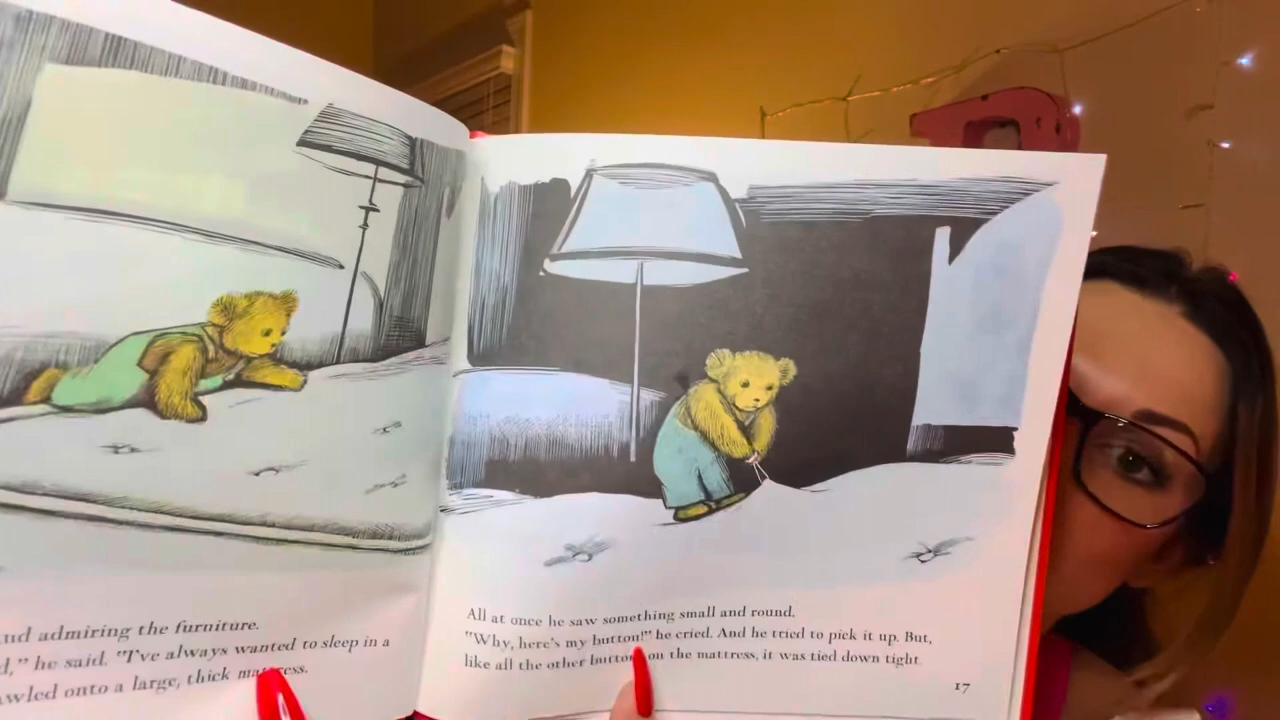 and admiring the furniture.
," he said. "I've always wanted to sleep in a
onto a large, thick mattress.
All at once he saw something small and round.
"Why, here's my button!" he cried. And he tried to pick it up. But,
like all the other buttons on the mattress, it was tied down tight.
17